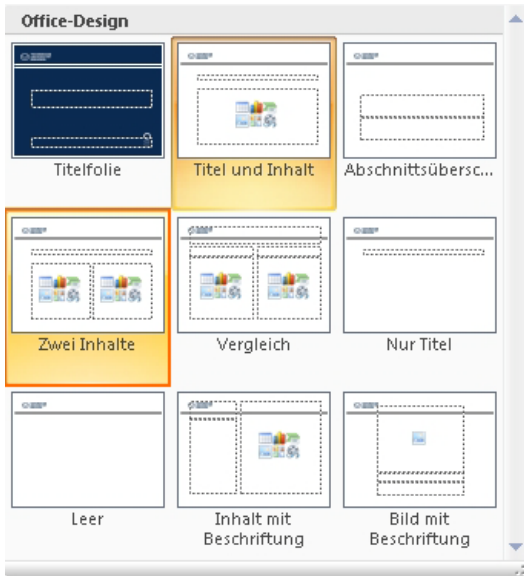 Office-Design
Titelfolie
Titel und Inhalt
Abschnittsübersc...
Zwei Inhalte
Vergleich
Nur Titel
Leer
Inhalt mit
Beschriftung
Bild mit
Beschriftung